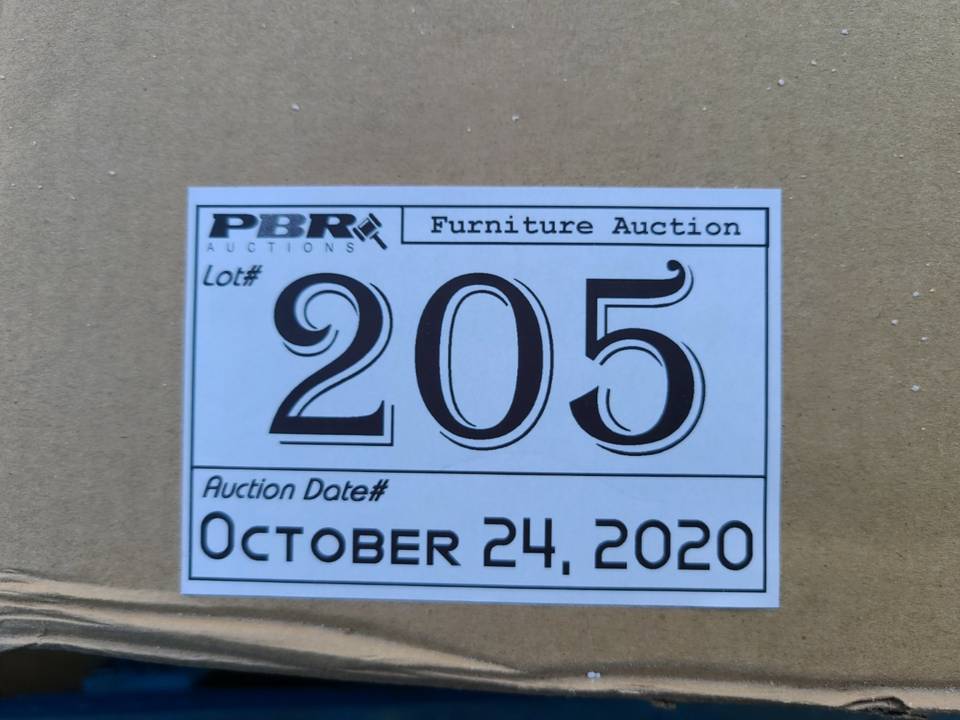 PBR
AUCTIONS
Furniture Auction
Lot#
205
Auction Date#
October 24, 2020